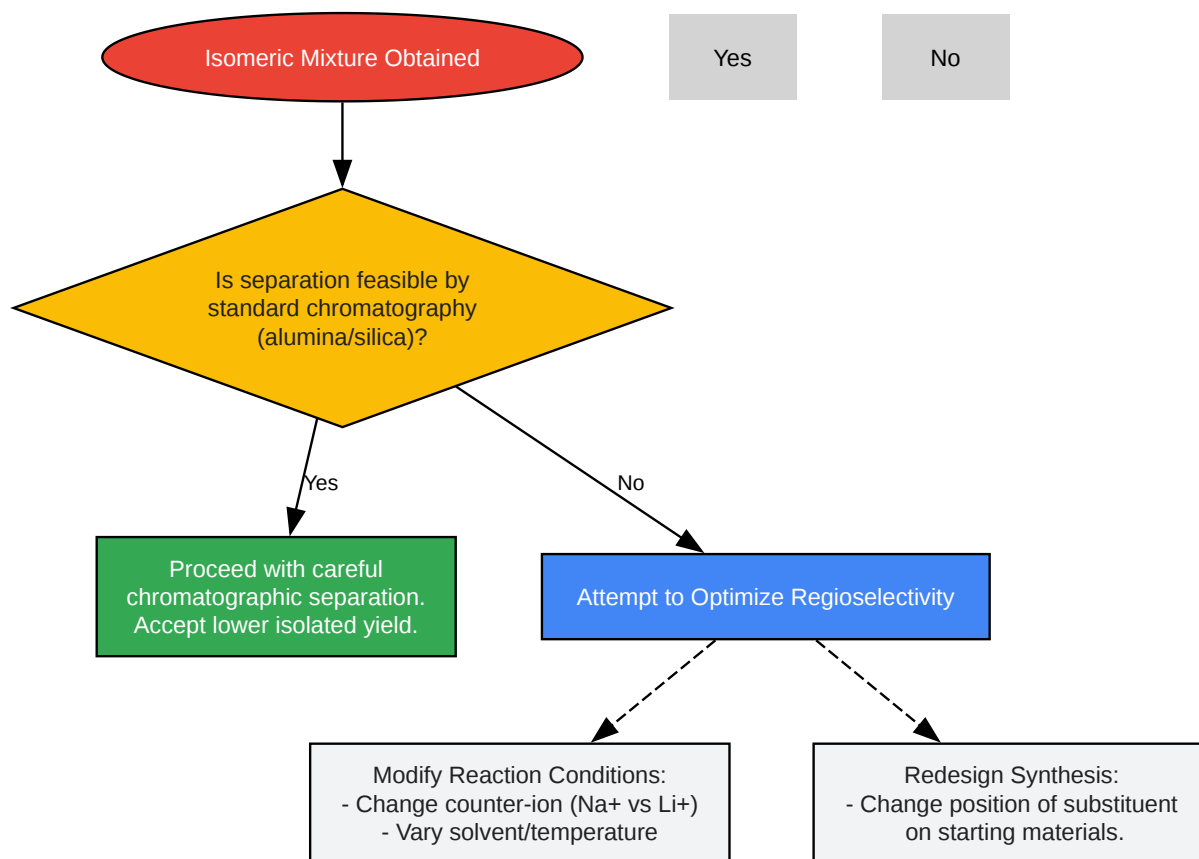 Isomeric Mixture Obtained
Yes
No
Is separation feasible by
standard chromatography
(alumina/silica)?
Yes
No
Proceed with careful
chromatographic separation.
Accept lower isolated yield.
Attempt to Optimize Regioselectivity
Modify Reaction Conditions:
- Change counter-ion (Na+ vs Li+)
- Vary solvent/temperature
Redesign Synthesis:
- Change position of substituent
on starting materials.